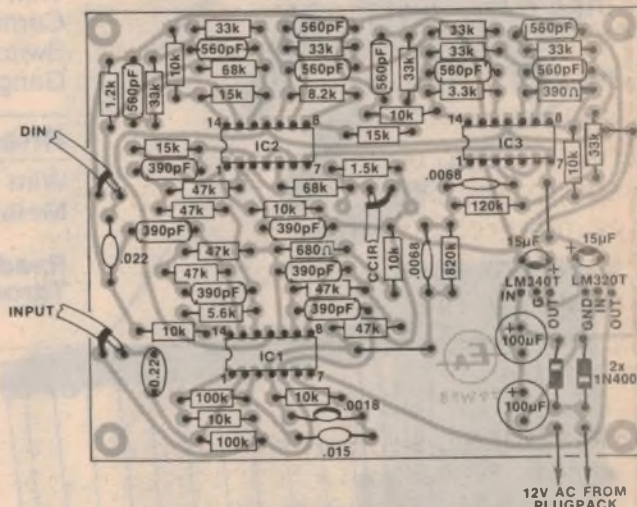 33k
560pF
33k
560pF
33k
560pF
33k
33k
560pF
560pF
560pF
68k
8.2k
15k
10k
1.2k
560pF
33k
560pF
33k
3.3k
390Ω
10k
15k
14
8
IC2
1
7
14
8
IC3
1
7
10k
33k
DIN
15k
390pF
47k
47k
390pF
47k
47k
390pF
5.6k
10k
.022
1.5k
68k
10k
390pF
680Ω
390pF
47k
390pF
47k
CCIR
10k
.0068
820k
.0068
120k
15µF
15µF
LM340T
LM320T
IN
G
OUT
GND
IN
OUT
100µF
100µF
2x
1N400
INPUT
0.22
14
8
IC1
1
7
100k
10k
100k
10k
.0018
.015
EA
12V AC FROM
PLUGPACK